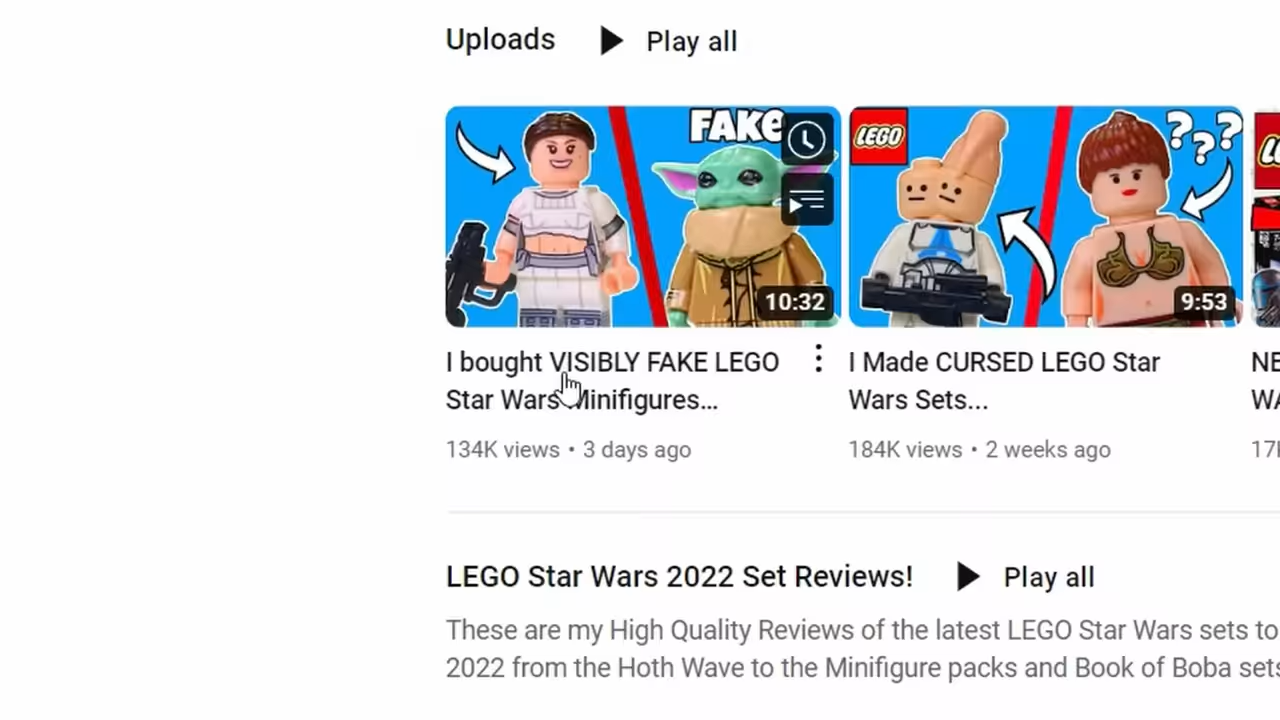 Uploads Play all
FAKE
10:32
LEGO
???
9:53
I bought VISIBLY FAKE LEGO
Star Wars Minifigures...
134K views • 3 days ago
I Made CURSED LEGO Star
Wars Sets...
184K views • 2 weeks ago
LEGO Star Wars 2022 Set Reviews! Play all
These are my High Quality Reviews of the latest LEGO Star Wars sets to
2022 from the Hoth Wave to the Minifigure packs and Book of Boba sets